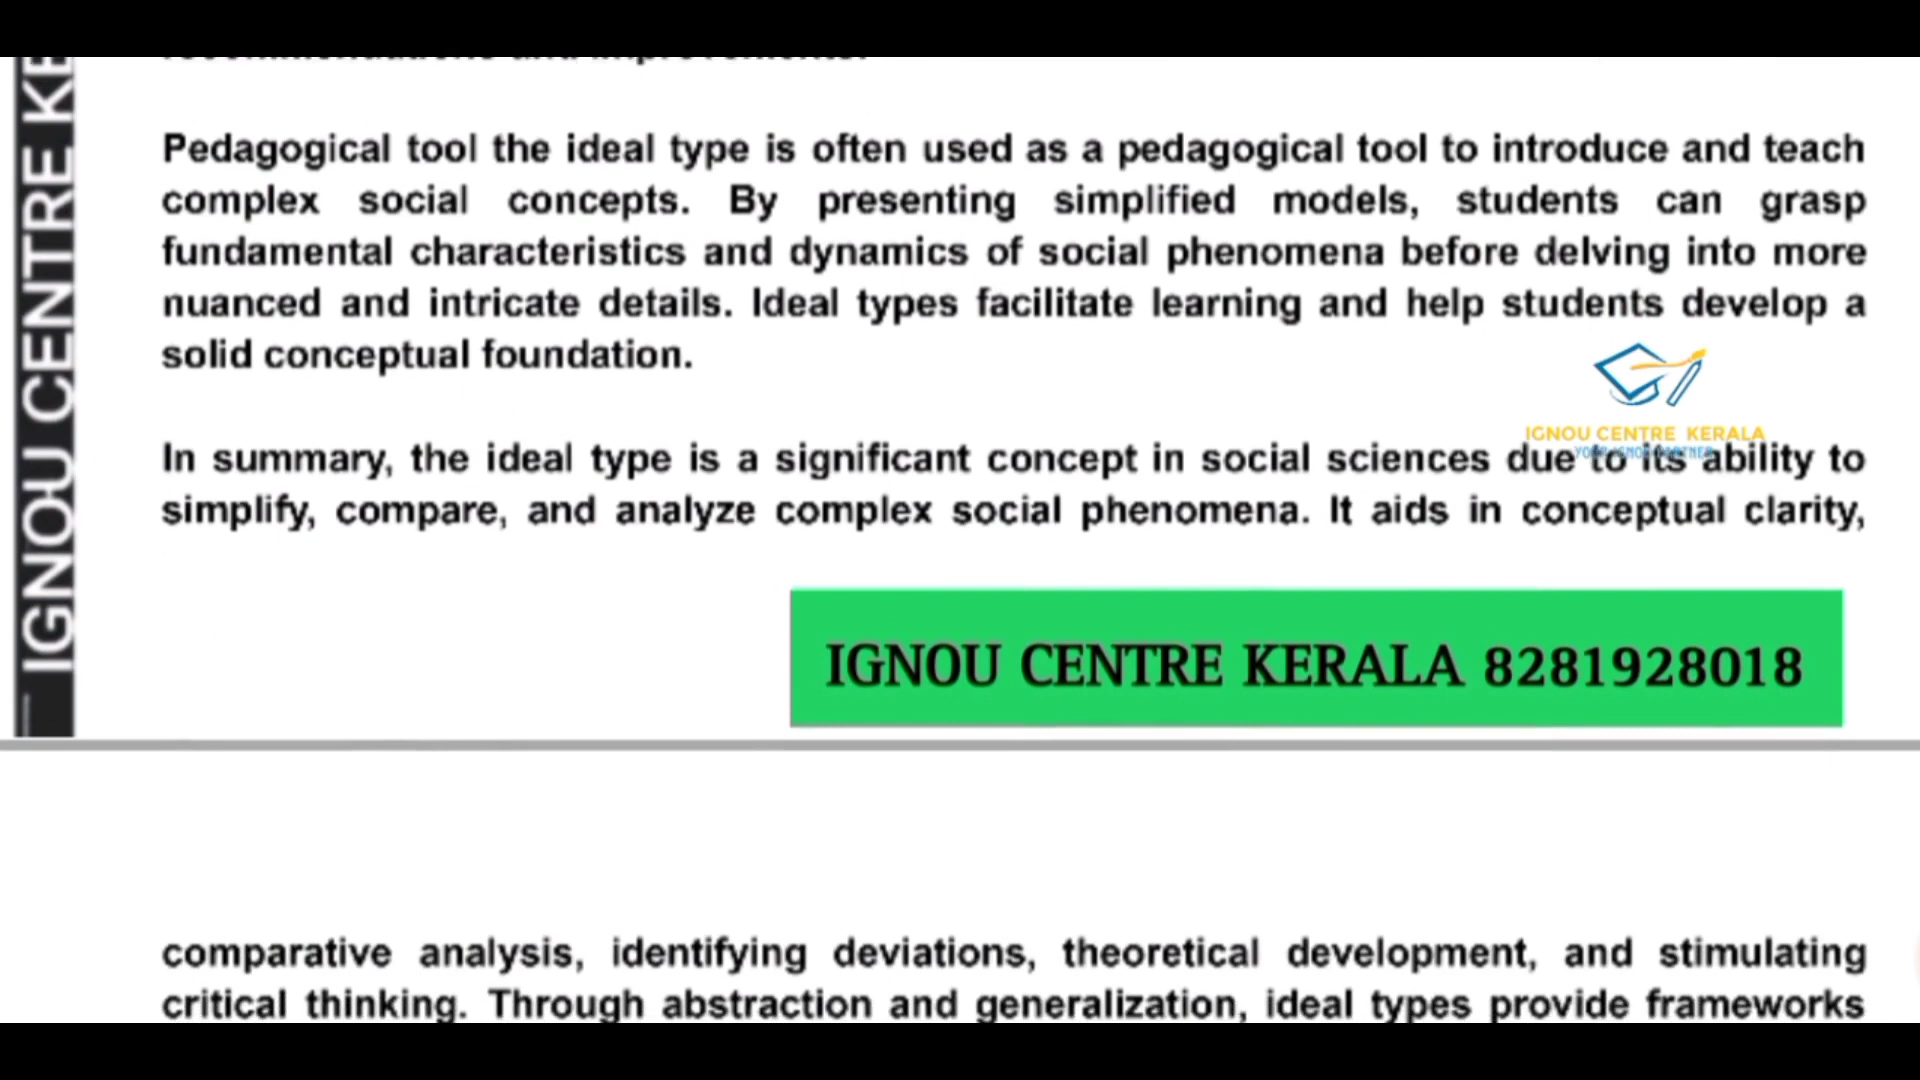 Pedagogical tool the ideal type is often used as a pedagogical tool to introduce and teach
complex social concepts. By presenting simplified models, students can grasp
fundamental characteristics and dynamics of social phenomena before delving into more
nuanced and intricate details. Ideal types facilitate learning and help students develop a
solid conceptual foundation.
IGNOU CENTRE KERALA
YOUR IGNOU PARTNER
In summary, the ideal type is a significant concept in social sciences due to its ability to
simplify, compare, and analyze complex social phenomena. It aids in conceptual clarity,
IGNOU CENTRE KERALA 8281928018
comparative analysis, identifying deviations, theoretical development, and stimulating
critical thinking. Through abstraction and generalization, ideal types provide frameworks
IGNOU CENTRE KE